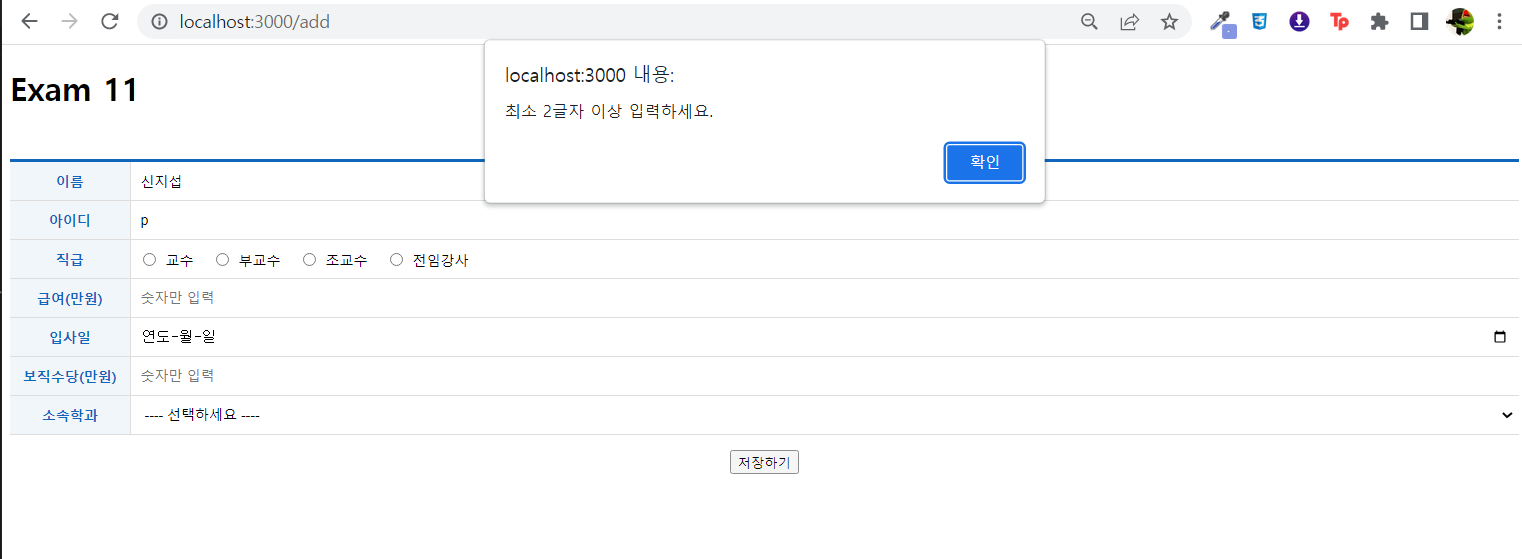 localhost:3000/add
Tp
localhost:3000 내용:
최소 2글자 이상 입력하세요.
확인
Exam 11
이름 신지섭
아이디 p
직급 교수 부교수 조교수 전임강사
급여(만원) 숫자만 입력
입사일 연도-월-일
보직수당(만원) 숫자만 입력
소속학과 ---- 선택하세요 ----
저장하기